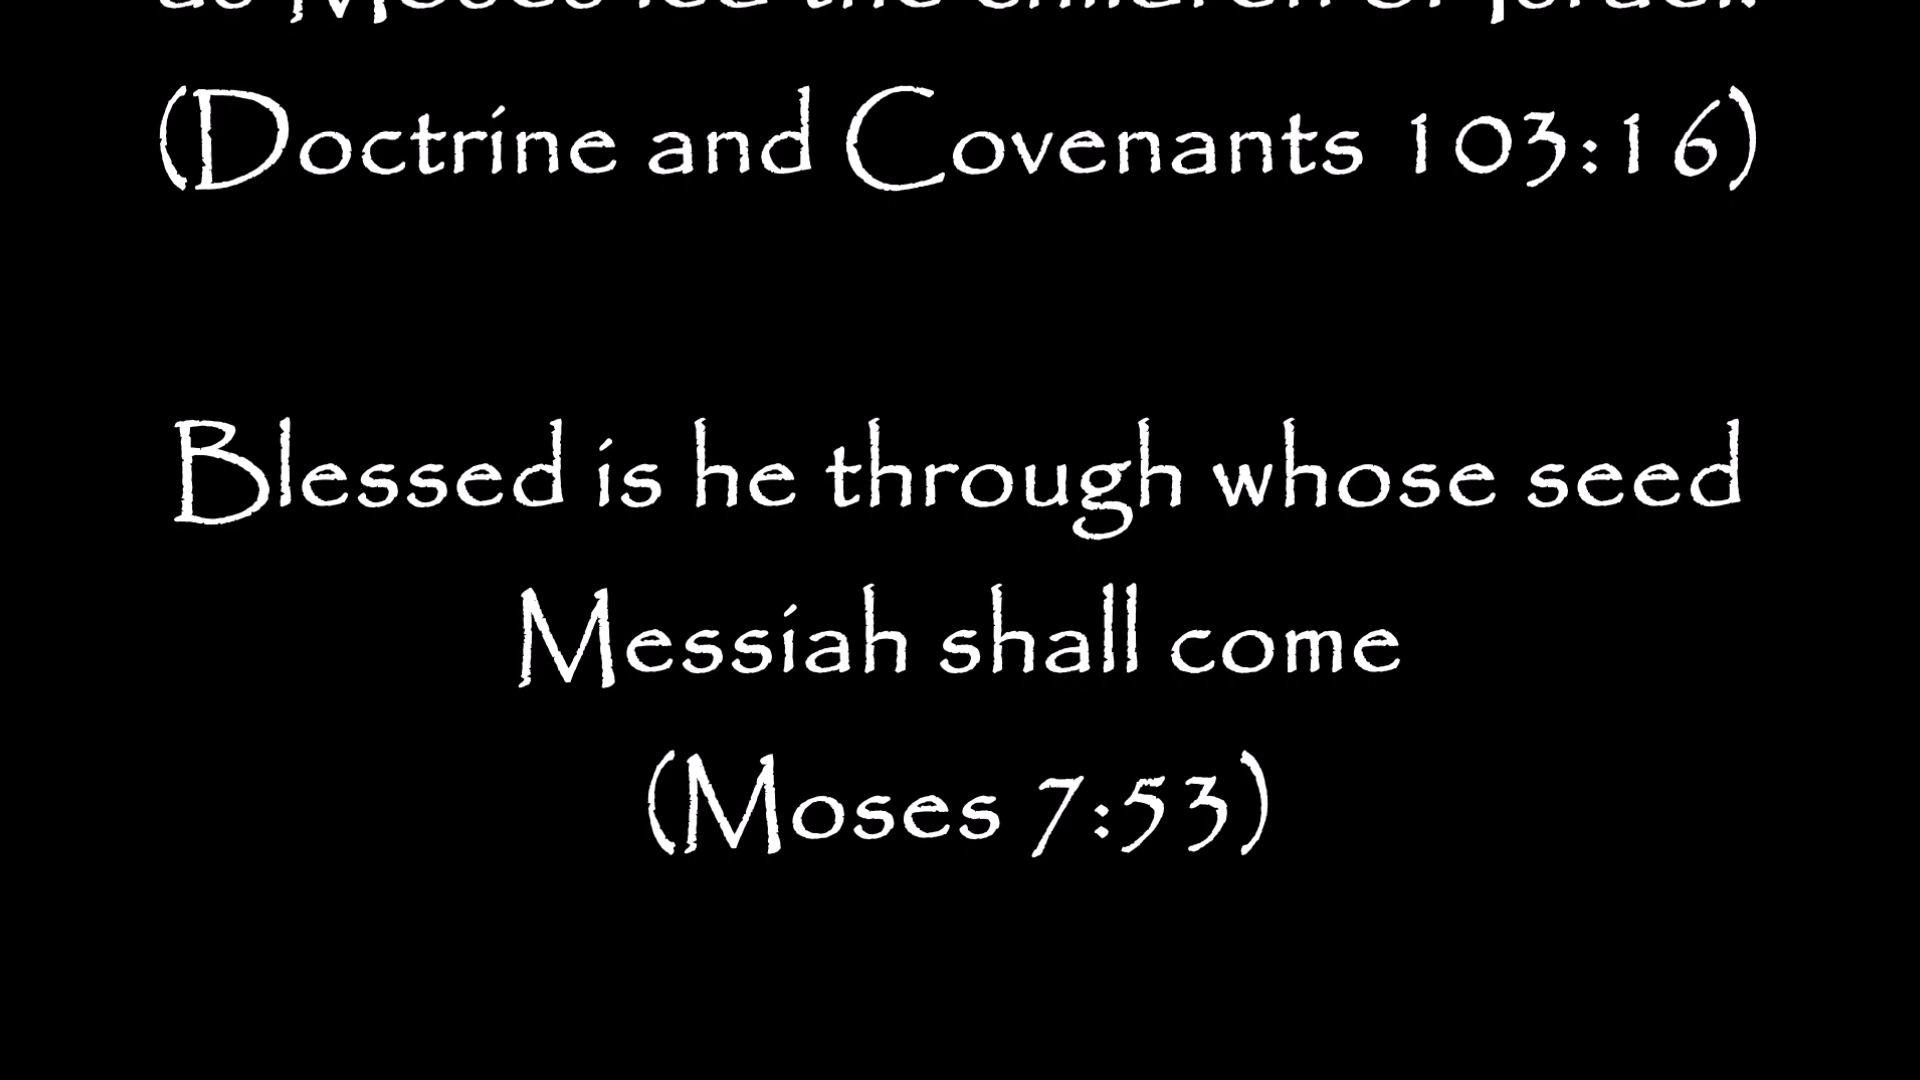 as Moses led the children of Israel.
(Doctrine and Covenants 103:16)
Blessed is he through whose seed
Messiah shall come
(Moses 7:53)